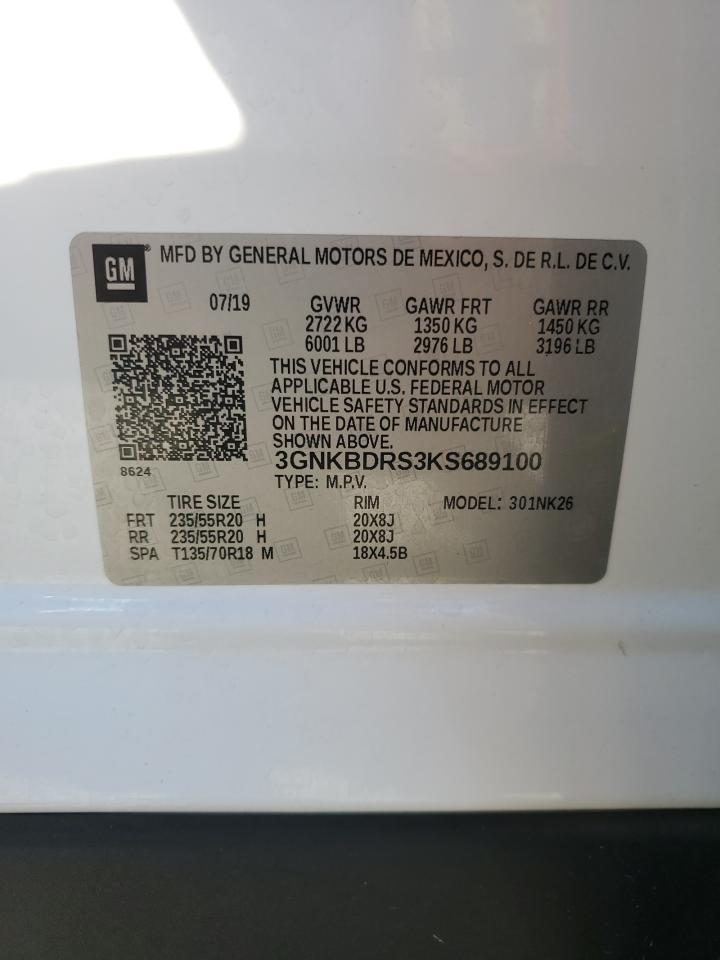 GM® MFD BY GENERAL MOTORS DE MEXICO, S. DE R.L. DE C.V.
07/19 GVWR GAWR FRT GAWR RR
2722 KG 1350 KG 1450 KG
6001 LB 2976 LB 3196 LB
THIS VEHICLE CONFORMS TO ALL
APPLICABLE U.S. FEDERAL MOTOR
VEHICLE SAFETY STANDARDS IN EFFECT
ON THE DATE OF MANUFACTURE
SHOWN ABOVE.
3GNKBDRS3KS689100
8624
TYPE: M.P.V.
TIRE SIZE RIM MODEL: 301NK26
FRT 235/55R20 H 20X8J
RR 235/55R20 H 20X8J
SPA T135/70R18 M 18X4.5B